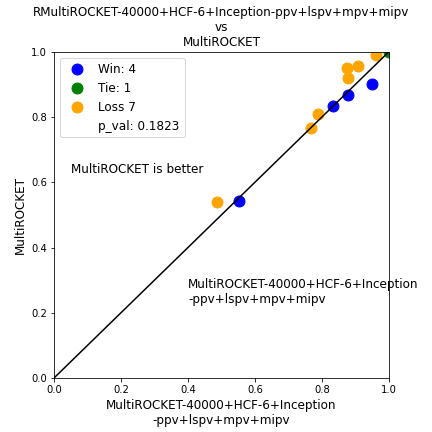 RMultiROCKET-40000+HCF-6+Inception-ppv+lspv+mpv+mipv
vs
MultiROCKET
1.0
0.8
0.6
0.4
0.2
0.0
MultiROCKET
Win: 4
Tie: 1
Loss 7
p_val: 0.1823
MultiROCKET is better
MultiROCKET-40000+HCF-6+Inception
-ppv+lspv+mpv+mipv
0.0
0.2
0.4
0.6
0.8
1.0
MultiROCKET-40000+HCF-6+Inception
-ppv+lspv+mpv+mipv